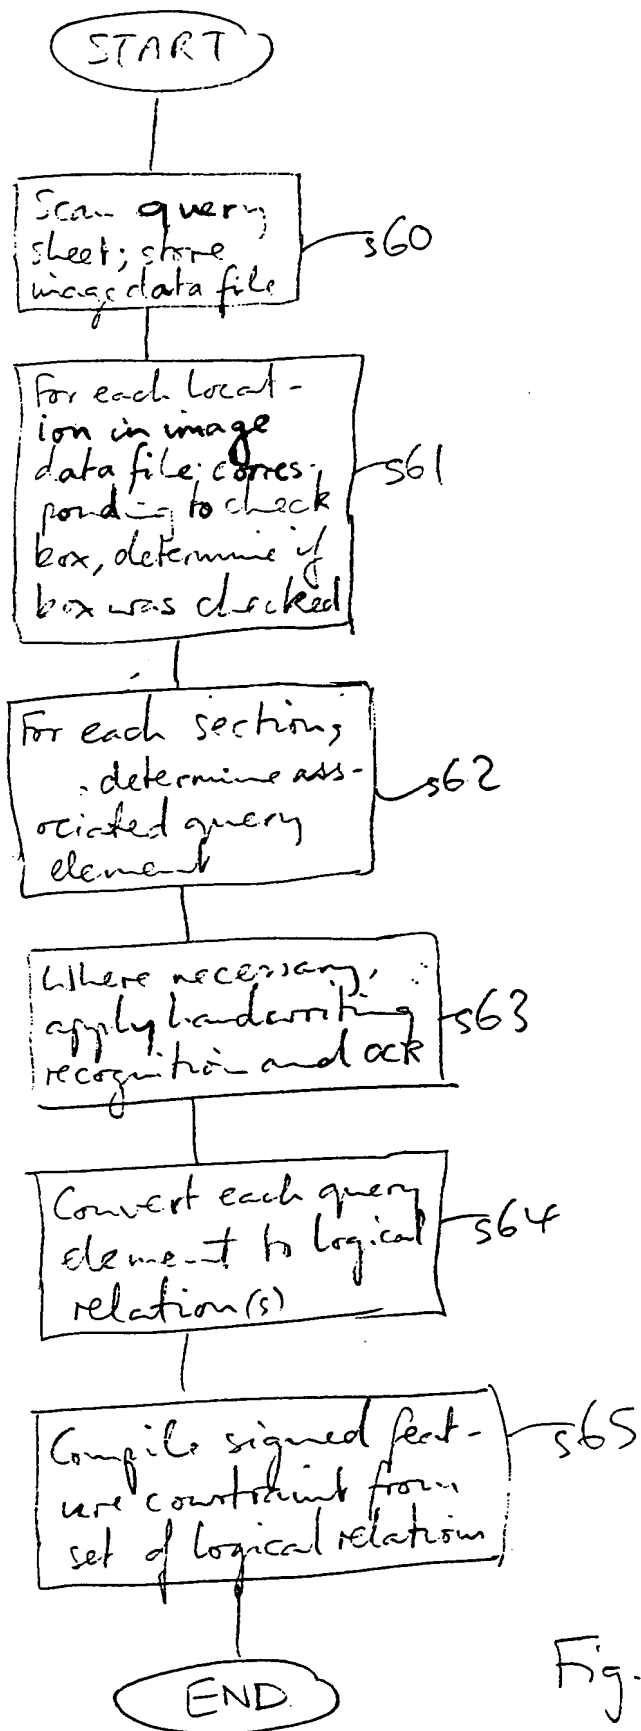 START
Scan query
sheet; store
image data file
s60
For each locat-
ion in image
data file corres-
ponding to check
box, determine if
box was checked
s61
For each section,
determine ass-
ociated query
element
s62
Where necessary,
apply handwriting
recognition and OCR
s63
Convert each query
element to logical
relation(s)
s64
Compile signed feat-
ure constraint from
set of logical relation
s65
END
Fig.